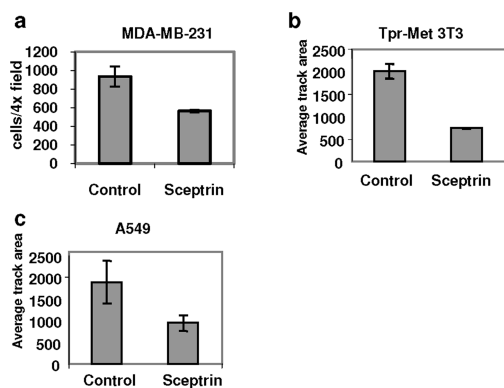 a
MDA-MB-231
cells/4x field
1200
1000
800
600
400
200
0
Control Sceptrin
b
Tpr-Met 3T3
Average track area
2500
2000
1500
1000
500
0
Control Sceptrin
c
A549
Average track area
2500
2000
1500
1000
500
0
Control Sceptrin